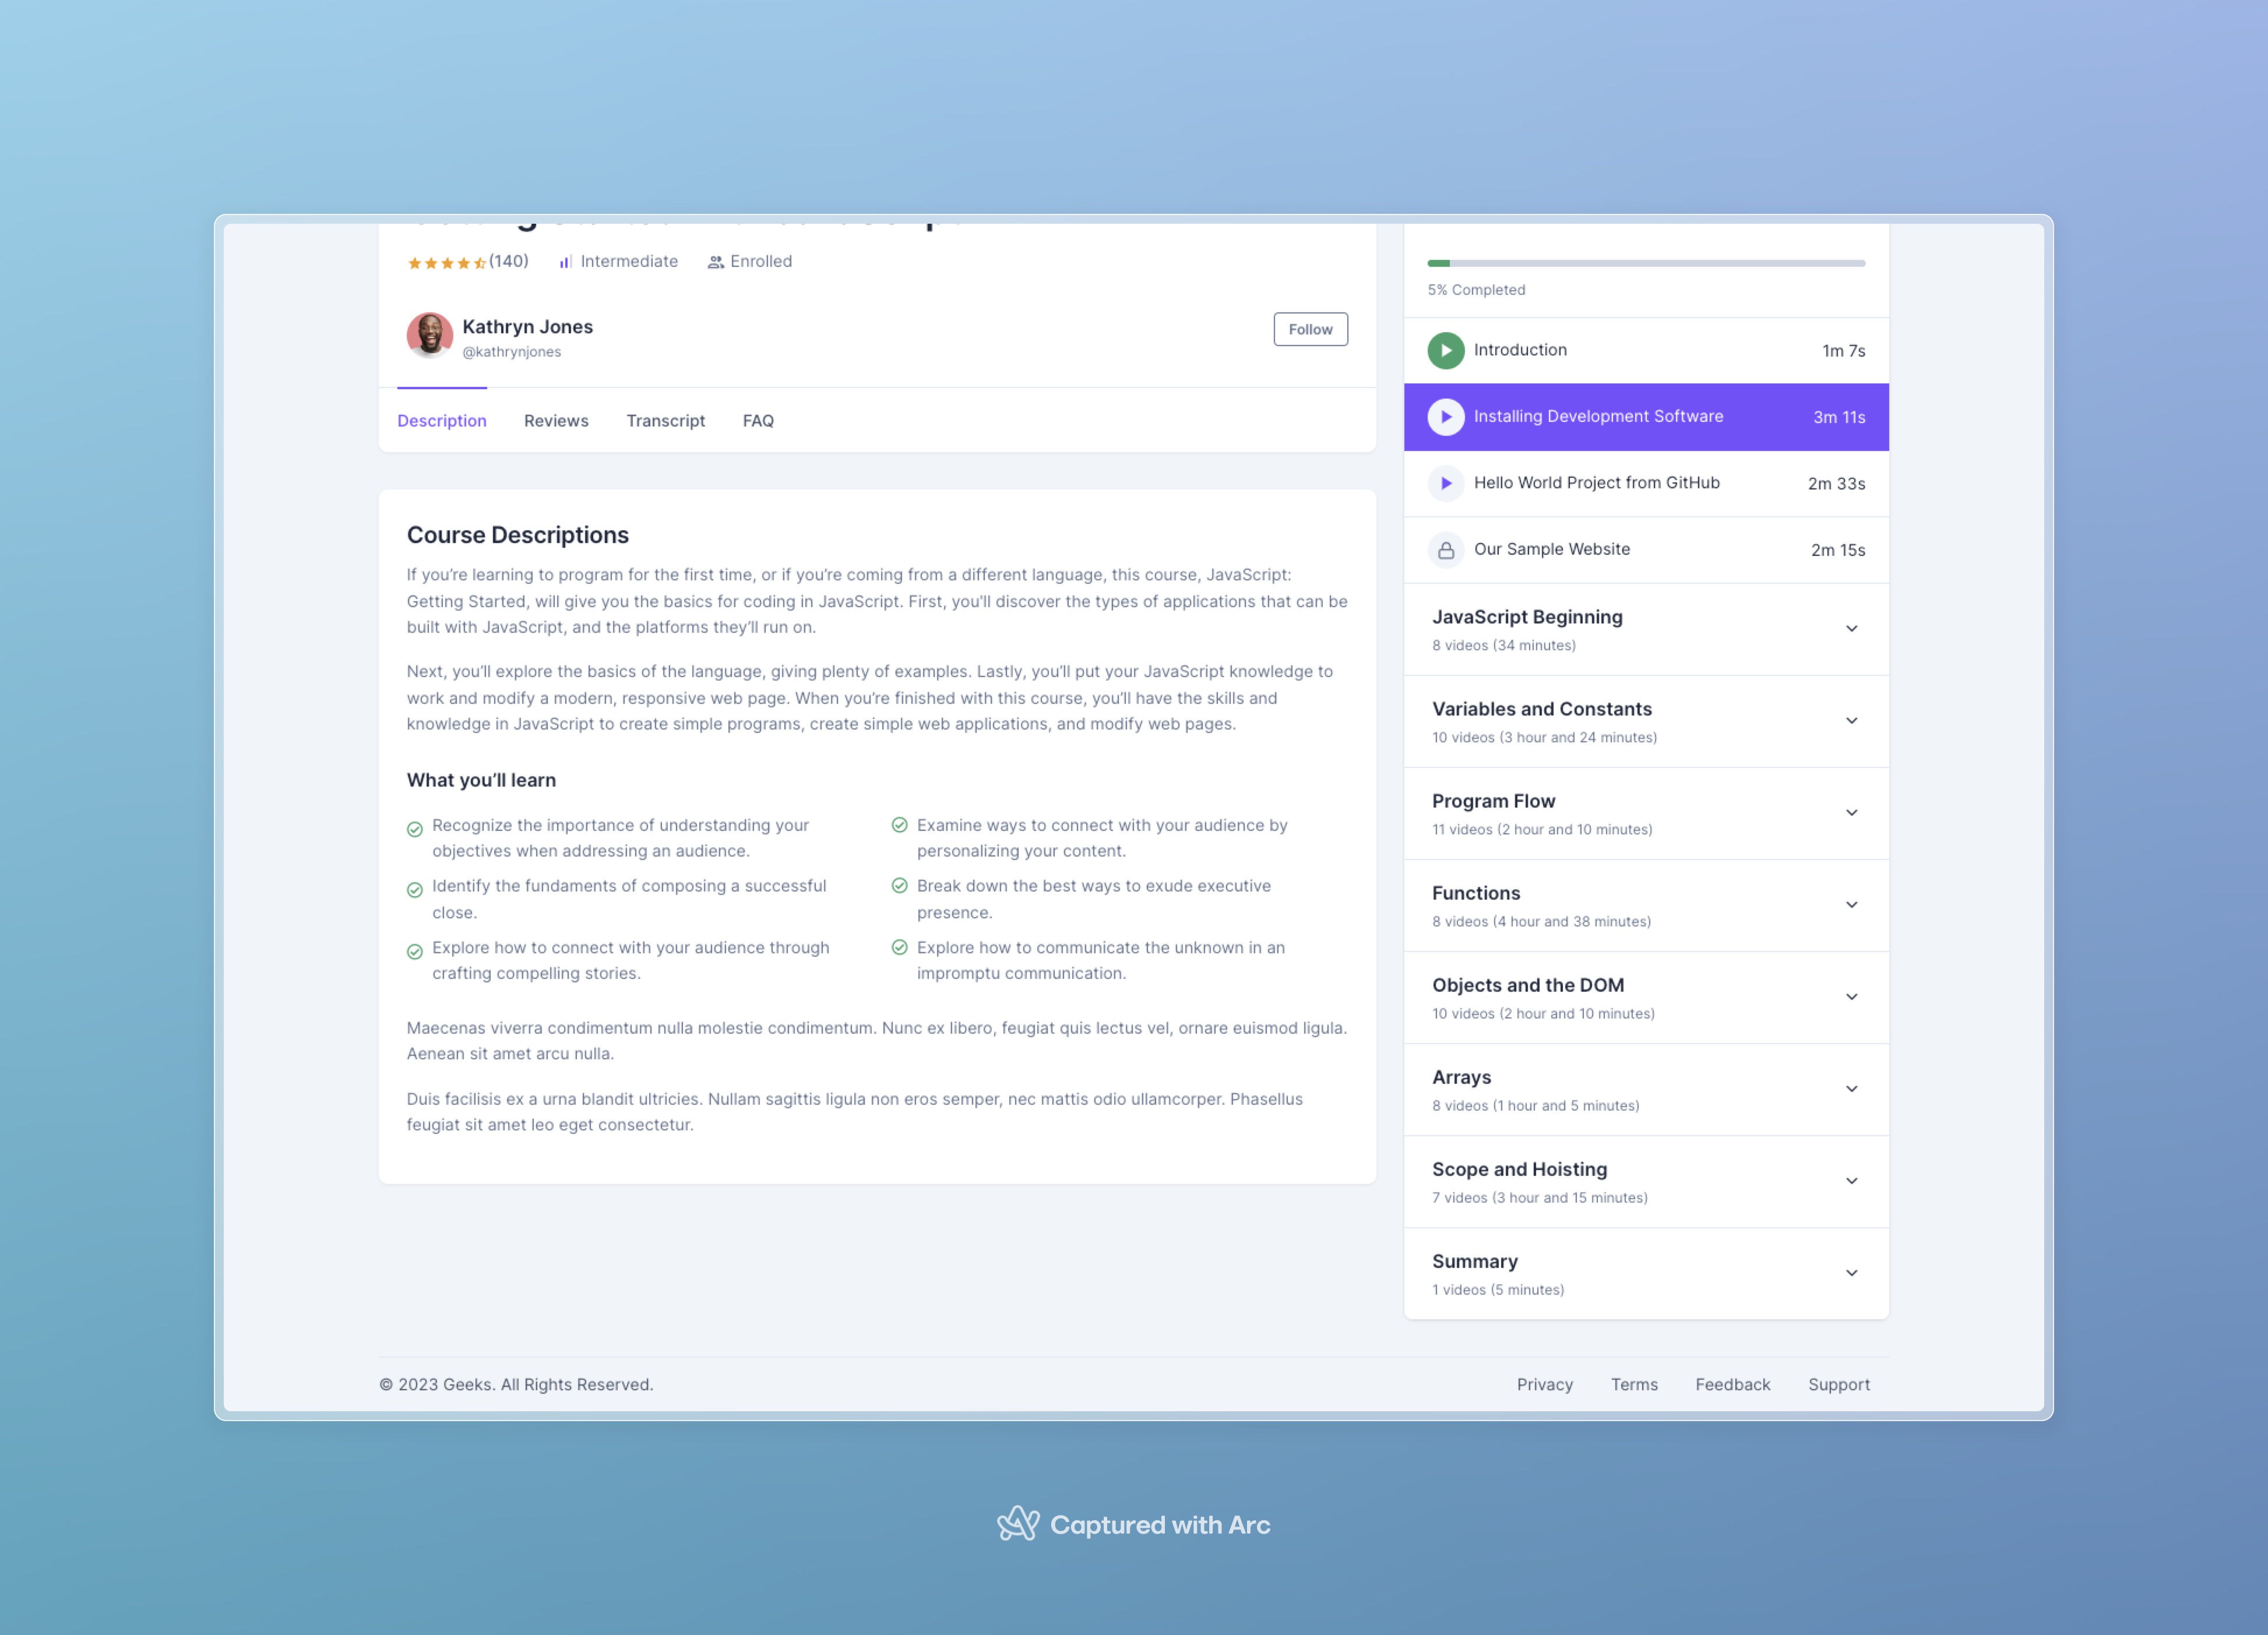 (140)
Intermediate
Enrolled
Kathryn Jones
@kathrynjones
Follow
Description
Reviews
Transcript
FAQ
Course Descriptions
If you’re learning to program for the first time, or if you’re coming from a different language, this course, JavaScript:
Getting Started, will give you the basics for coding in JavaScript. First, you'll discover the types of applications that can be
built with JavaScript, and the platforms they’ll run on.
Next, you’ll explore the basics of the language, giving plenty of examples. Lastly, you’ll put your JavaScript knowledge to
work and modify a modern, responsive web page. When you’re finished with this course, you’ll have the skills and
knowledge in JavaScript to create simple programs, create simple web applications, and modify web pages.
What you’ll learn
Recognize the importance of understanding your
objectives when addressing an audience.
Identify the fundaments of composing a successful
close.
Explore how to connect with your audience through
crafting compelling stories.
Examine ways to connect with your audience by
personalizing your content.
Break down the best ways to exude executive
presence.
Explore how to communicate the unknown in an
impromptu communication.
Maecenas viverra condimentum nulla molestie condimentum. Nunc ex libero, feugiat quis lectus vel, ornare euismod ligula.
Aenean sit amet arcu nulla.
Duis facilisis ex a urna blandit ultricies. Nullam sagittis ligula non eros semper, nec mattis odio ullamcorper. Phasellus
feugiat sit amet leo eget consectetur.
5% Completed
Introduction 1m 7s
Installing Development Software 3m 11s
Hello World Project from GitHub 2m 33s
Our Sample Website 2m 15s
JavaScript Beginning
8 videos (34 minutes)
Variables and Constants
10 videos (3 hour and 24 minutes)
Program Flow
11 videos (2 hour and 10 minutes)
Functions
8 videos (4 hour and 38 minutes)
Objects and the DOM
10 videos (2 hour and 10 minutes)
Arrays
8 videos (1 hour and 5 minutes)
Scope and Hoisting
7 videos (3 hour and 15 minutes)
Summary
1 videos (5 minutes)
© 2023 Geeks. All Rights Reserved.
Privacy
Terms
Feedback
Support
Captured with Arc